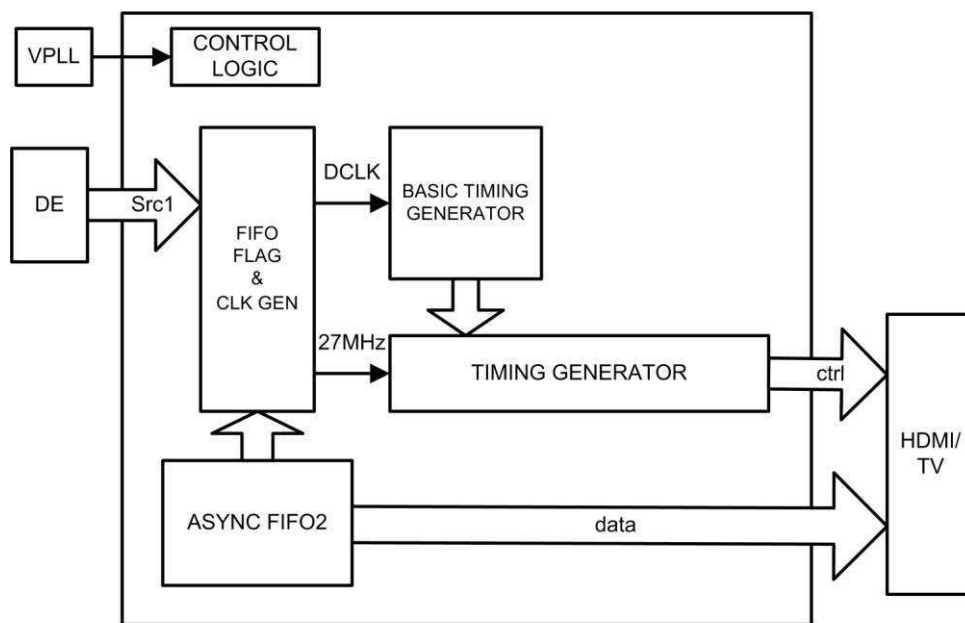 VPLL
CONTROL
LOGIC
DE
Src1
FIFO
FLAG
&
CLK GEN
DCLK
BASIC TIMING
GENERATOR
27MHz
TIMING GENERATOR
ctrl
HDMI/
TV
ASYNC FIFO2
data